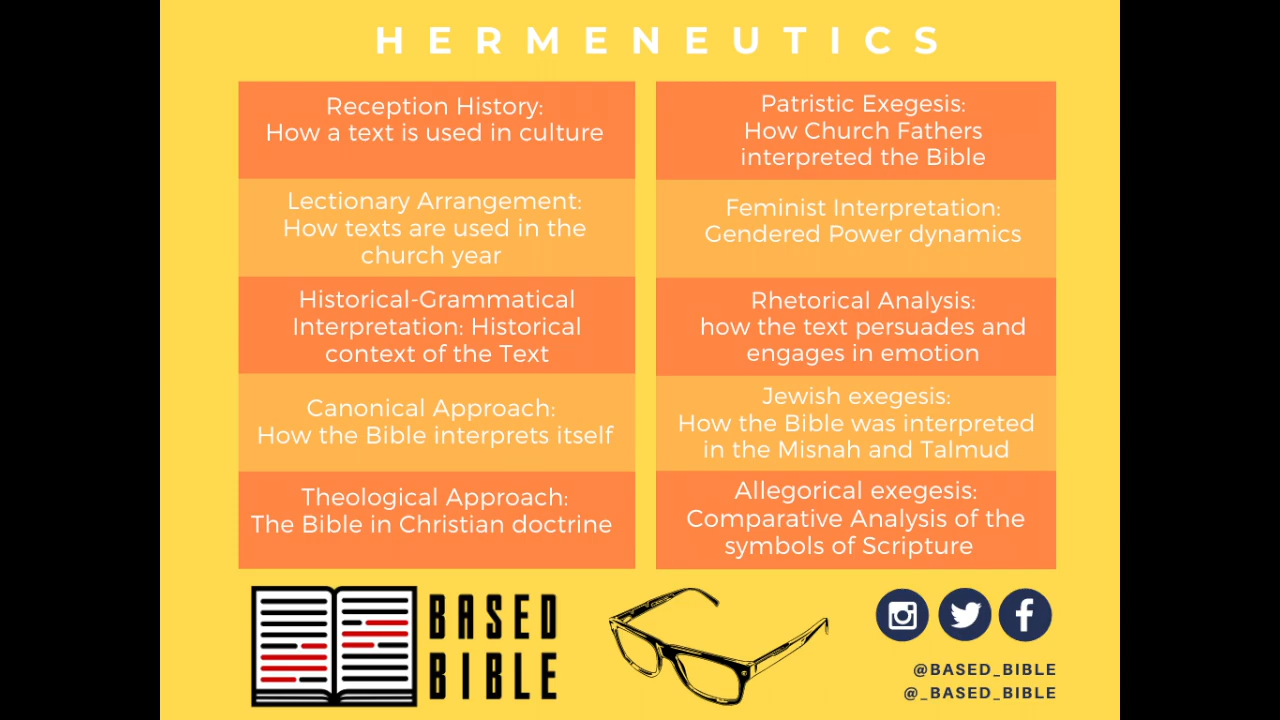 HERMENEUTICS
Reception History:
How a text is used in culture
Lectionary Arrangement:
How texts are used in the
church year
Historical-Grammatical
Interpretation: Historical
context of the Text
Canonical Approach:
How the Bible interprets itself
Theological Approach:
The Bible in Christian doctrine
Patristic Exegesis:
How Church Fathers
interpreted the Bible
Feminist Interpretation:
Gendered Power dynamics
Rhetorical Analysis:
how the text persuades and
engages in emotion
Jewish exegesis:
How the Bible was interpreted
in the Misnah and Talmud
Allegorical exegesis:
Comparative Analysis of the
symbols of Scripture
BASED
BIBLE
@BASED_BIBLE
@_BASED_BIBLE